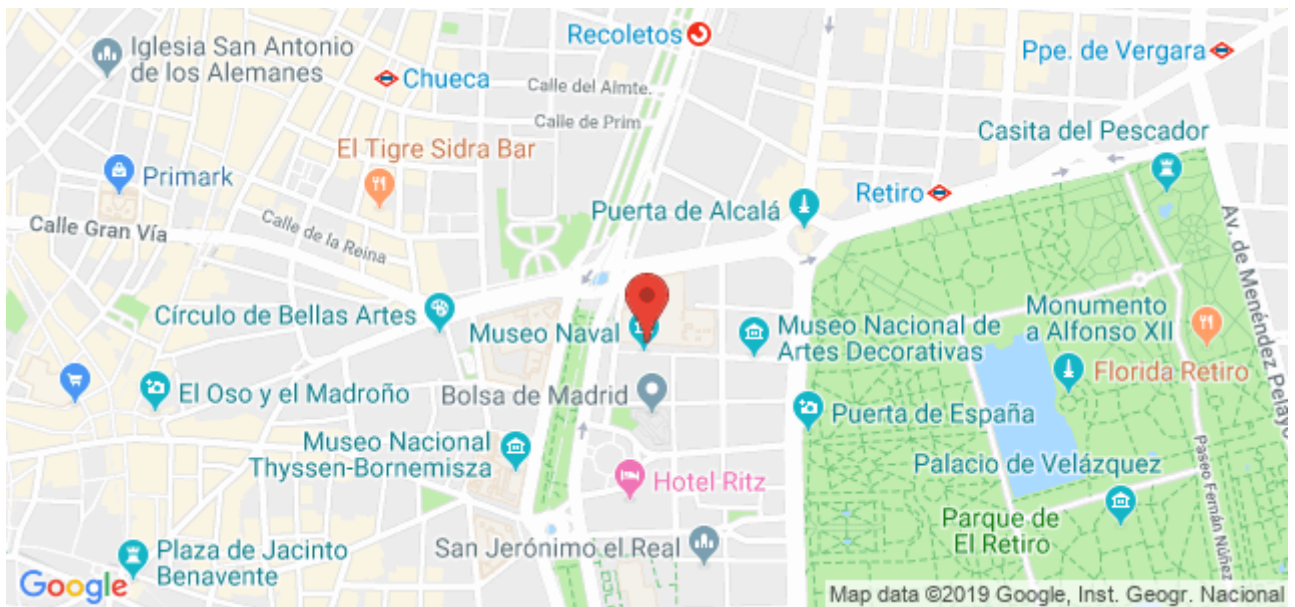 Recoletos
Ppe. de Vergara
Iglesia San Antonio
de los Alemanes
Chueca
Calle del Almte.
Calle de Prim
Casita del Pescador
El Tigre Sidra Bar
Primark
Retiro
Puerta de Alcalá
Calle Gran Vía
Calle de la Reina
Av. de Menéndez Pelayo
Círculo de Bellas Artes
Museo Naval
Museo Nacional de
Artes Decorativas
Monumento
a Alfonso XII
Florida Retiro
El Oso y el Madroño
Bolsa de Madrid
Puerta de España
Museo Nacional
Thyssen-Bornemisza
Hotel Ritz
Palacio de Velázquez
Paseo Fernán Núñez
Parque de
El Retiro
San Jerónimo el Real
Plaza de Jacinto
Benavente
Google
Map data ©2019 Google, Inst. Geogr. Nacional